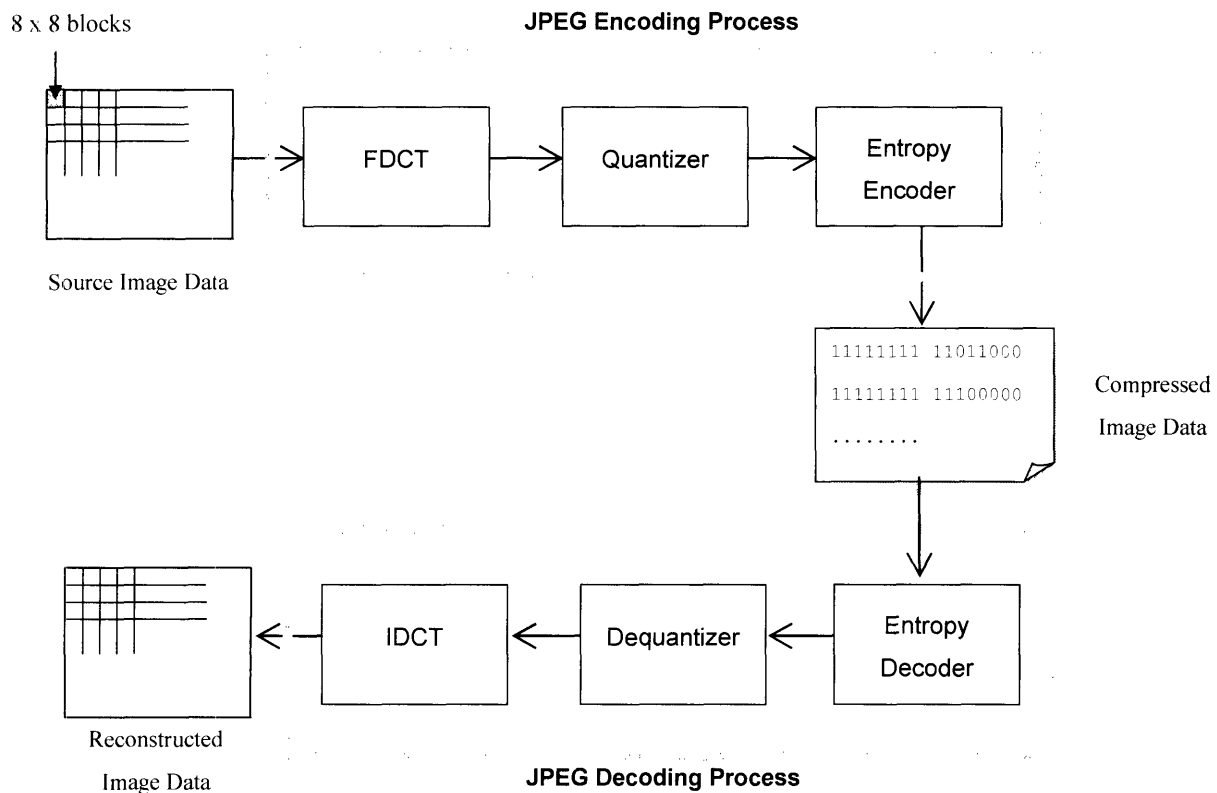 8 x 8 blocks
JPEG Encoding Process
FDCT
Quantizer
Entropy
Encoder
Source Image Data
11111111 11011000
11111111 11100000
........
Compressed
Image Data
IDCT
Dequantizer
Entropy
Decoder
Reconstructed
Image Data
JPEG Decoding Process